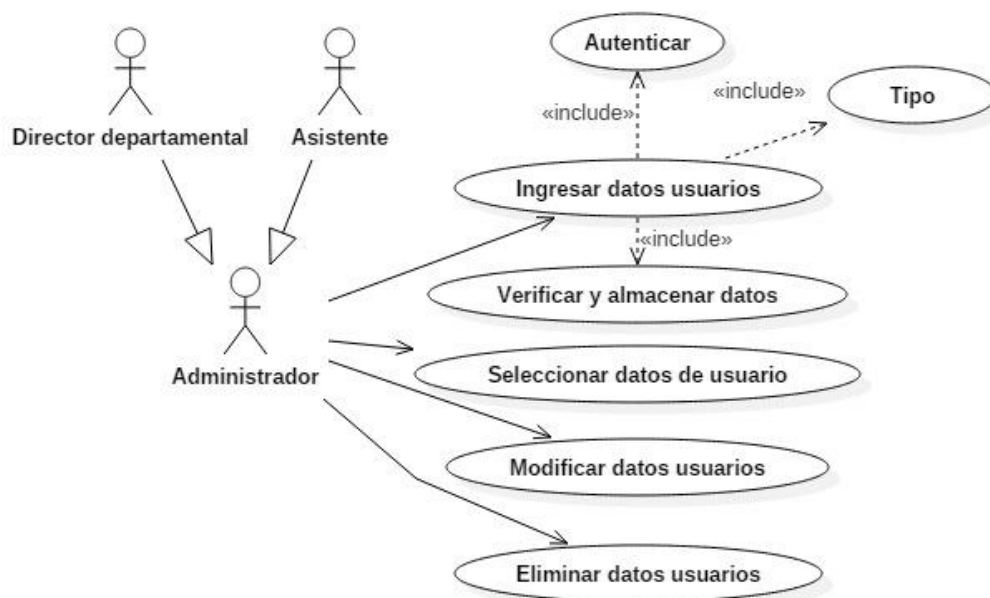 Autenticar
«include»
«include»
Tipo
Director departamental
Asistente
Ingresar datos usuarios
«include»
Verificar y almacenar datos
Administrador
Seleccionar datos de usuario
Modificar datos usuarios
Eliminar datos usuarios